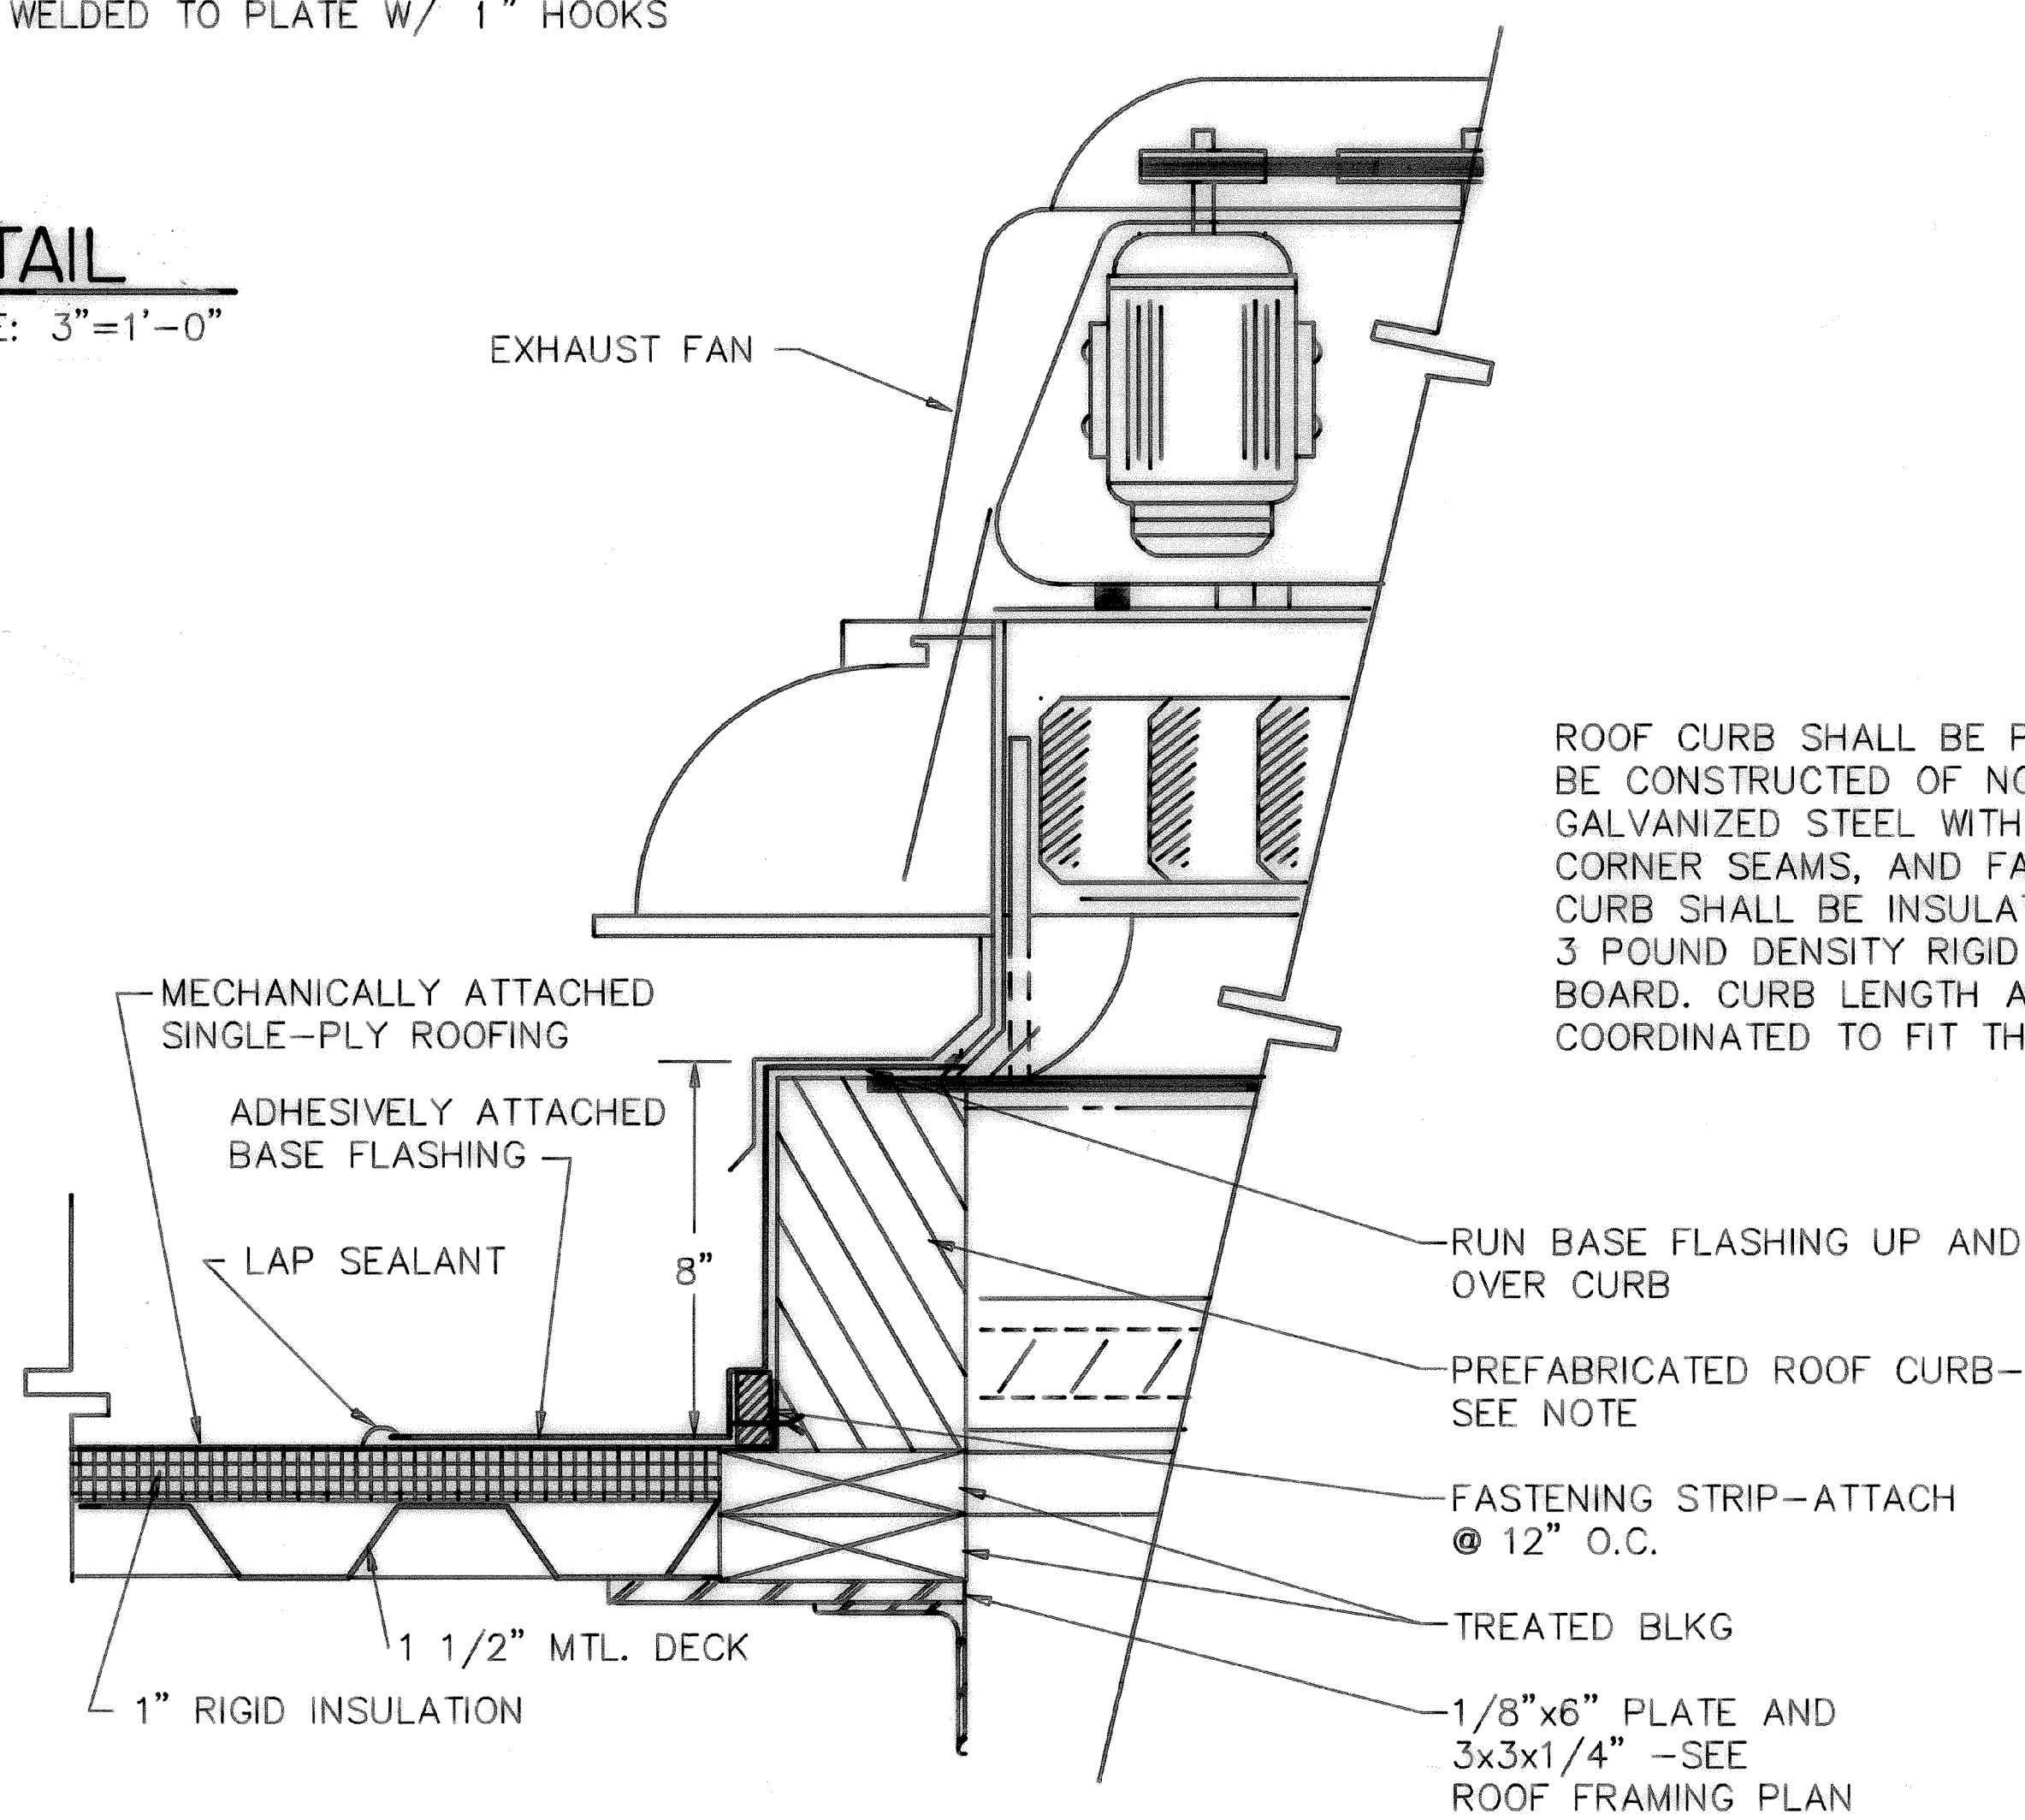 WELDED TO PLATE W/ 1" HOOKS
TAIL
E: 3"=1'-0"
EXHAUST FAN
ROOF CURB SHALL BE P
BE CONSTRUCTED OF NO
GALVANIZED STEEL WITH
CORNER SEAMS, AND FA
CURB SHALL BE INSULAT
3 POUND DENSITY RIGID
BOARD. CURB LENGTH A
COORDINATED TO FIT TH
MECHANICALLY ATTACHED
SINGLE-PLY ROOFING
ADHESIVELY ATTACHED
BASE FLASHING
LAP SEALANT
8"
RUN BASE FLASHING UP AND
OVER CURB
PREFABRICATED ROOF CURB-
SEE NOTE
FASTENING STRIP-ATTACH
@ 12" O.C.
TREATED BLKG
1 1/2" MTL. DECK
1" RIGID INSULATION
1/8"x6" PLATE AND
3x3x1/4" -SEE
ROOF FRAMING PLAN